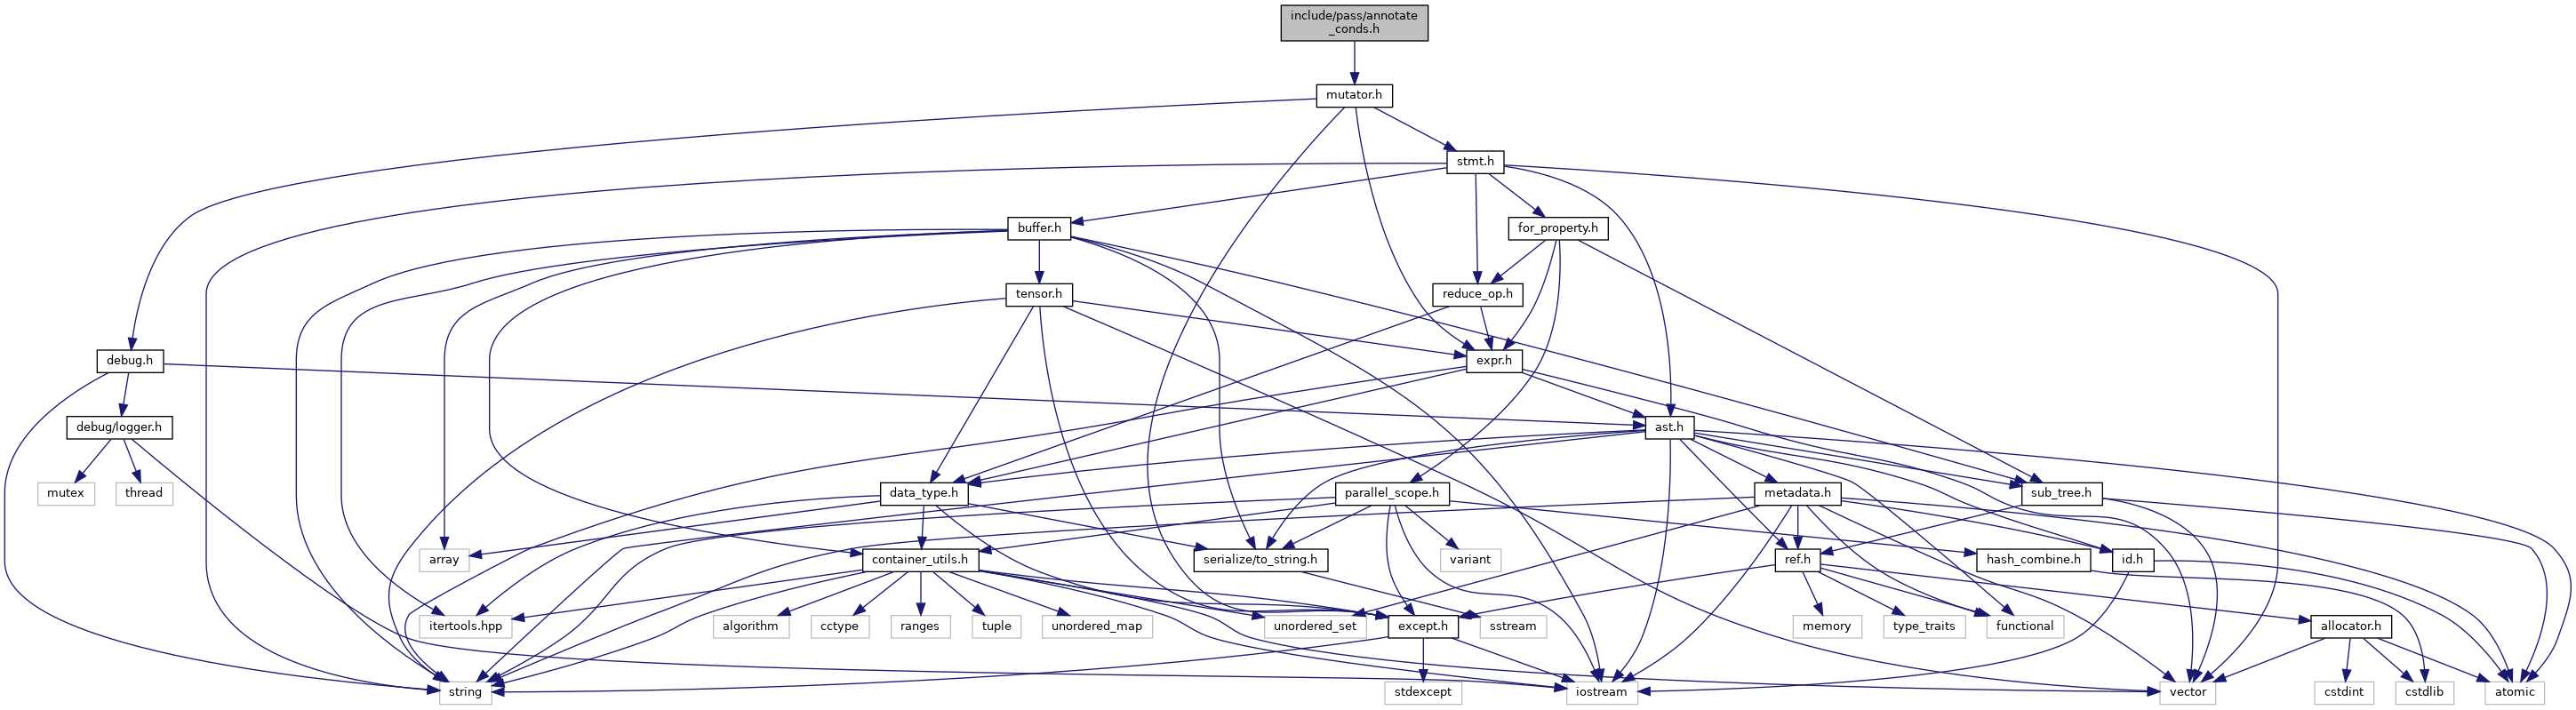 include/pass/annotate
_conds.h
mutator.h
stmt.h
buffer.h
for_property.h
tensor.h
reduce_op.h
debug.h
expr.h
debug/logger.h
ast.h
mutex
thread
data_type.h
parallel_scope.h
metadata.h
sub_tree.h
array
container_utils.h
serialize/to_string.h
variant
ref.h
hash_combine.h
id.h
itertools.hpp
algorithm
cctype
ranges
tuple
unordered_map
unordered_set
except.h
sstream
memory
type_traits
functional
allocator.h
string
stdexcept
iostream
vector
cstdint
cstdlib
atomic